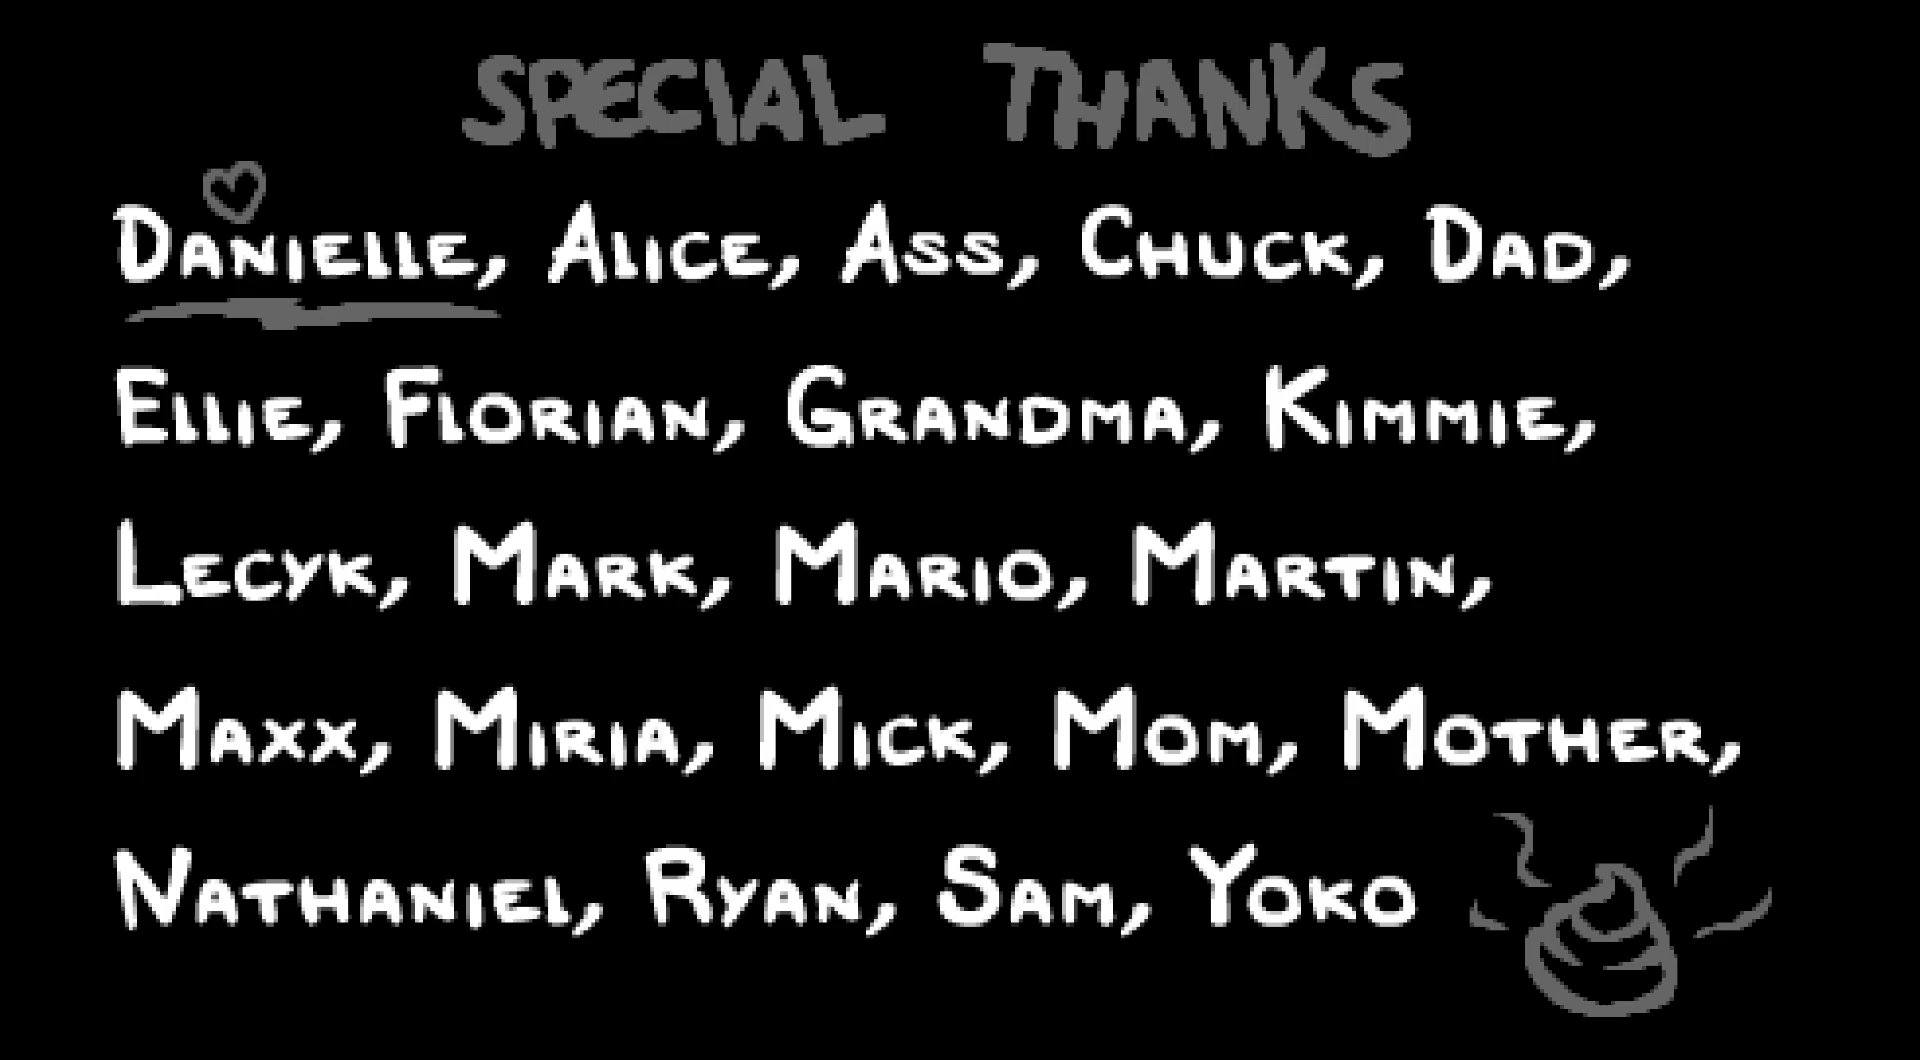 SPECIAL THANKS
Danielle, Alice, Ass, Chuck, Dad,
Ellie, Florian, Grandma, Kimmie,
Lecyk, Mark, Mario, Martin,
Maxx, Miria, Mick, Mom, Mother,
Nathaniel, Ryan, Sam, Yoko